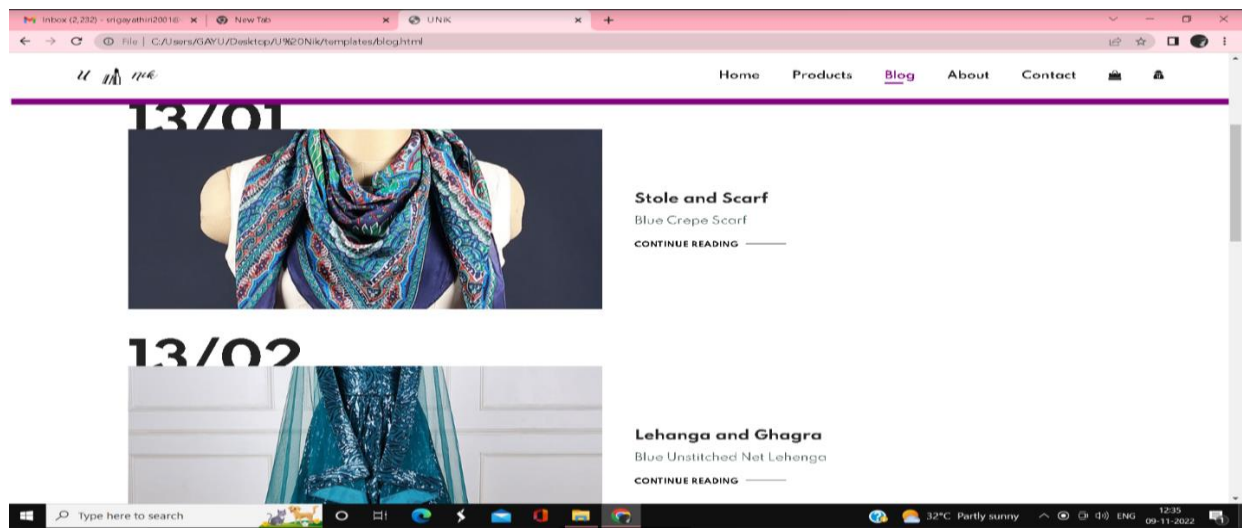 Inbox (2,232) - srigayathiri2001@
New Tab
UNIK
File | C:/Users/GAYU/Desktop/U%20Nik/templates/blog.html
U nik
Home Products Blog About Contact
13/01
Stole and Scarf
Blue Crepe Scarf
CONTINUE READING
13/02
Lehanga and Ghagra
Blue Unstitched Net Lehenga
CONTINUE READING
Type here to search
32°C Partly sunny
ENG
12:35
09-11-2022